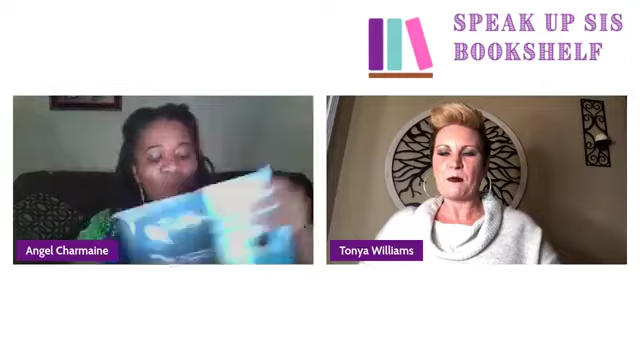 SPEAK UP SIS
BOOKSHELF
Angel Charmaine
Tonya Williams